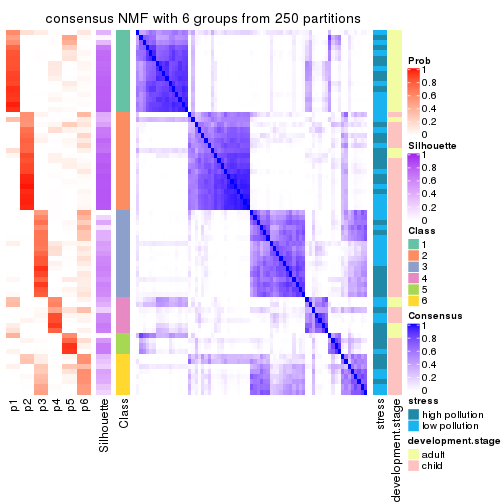 consensus NMF with 6 groups from 250 partitions
p1
p2
p3
p4
p5
p6
Silhouette
Class
stress
development.stage
Prob
1
0.8
0.6
0.4
0.2
0
Silhouette
1
0.8
0.6
0.4
0.2
0
Class
1
2
3
4
5
6
Consensus
1
0.8
0.6
0.4
0.2
0
stress
high pollution
low pollution
development.stage
adult
child